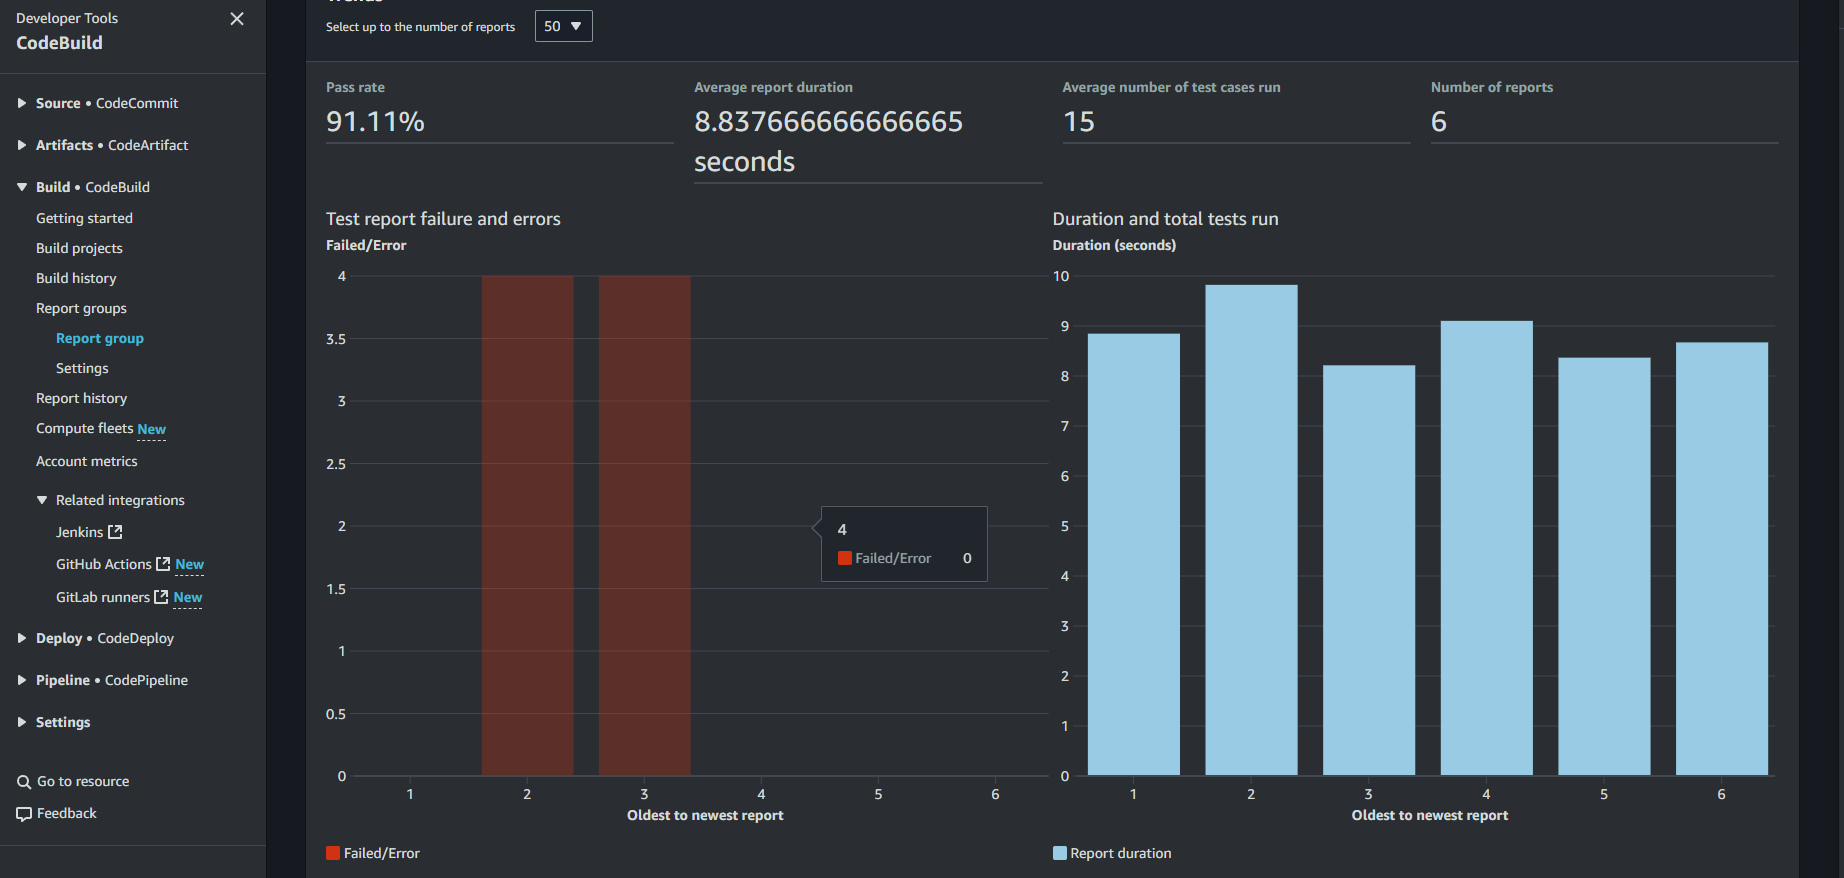 Developer Tools
CodeBuild
Source • CodeCommit
Artifacts • CodeArtifact
Build • CodeBuild
Getting started
Build projects
Build history
Report groups
Report group
Settings
Report history
Compute fleets New
Account metrics
Related integrations
Jenkins
GitHub Actions New
GitLab runners New
Deploy • CodeDeploy
Pipeline • CodePipeline
Settings
Go to resource
Feedback
Trends
Select up to the number of reports 50
Pass rate
91.11%
Average report duration
8.837666666666665
seconds
Average number of test cases run
15
Number of reports
6
Test report failure and errors
Failed/Error
4
3.5
3
2.5
2
1.5
1
0.5
0
1 2 3 4 5 6
Oldest to newest report
Failed/Error
4
Failed/Error 0
Duration and total tests run
Duration (seconds)
10
9
8
7
6
5
4
3
2
1
0
1 2 3 4 5 6
Oldest to newest report
Report duration